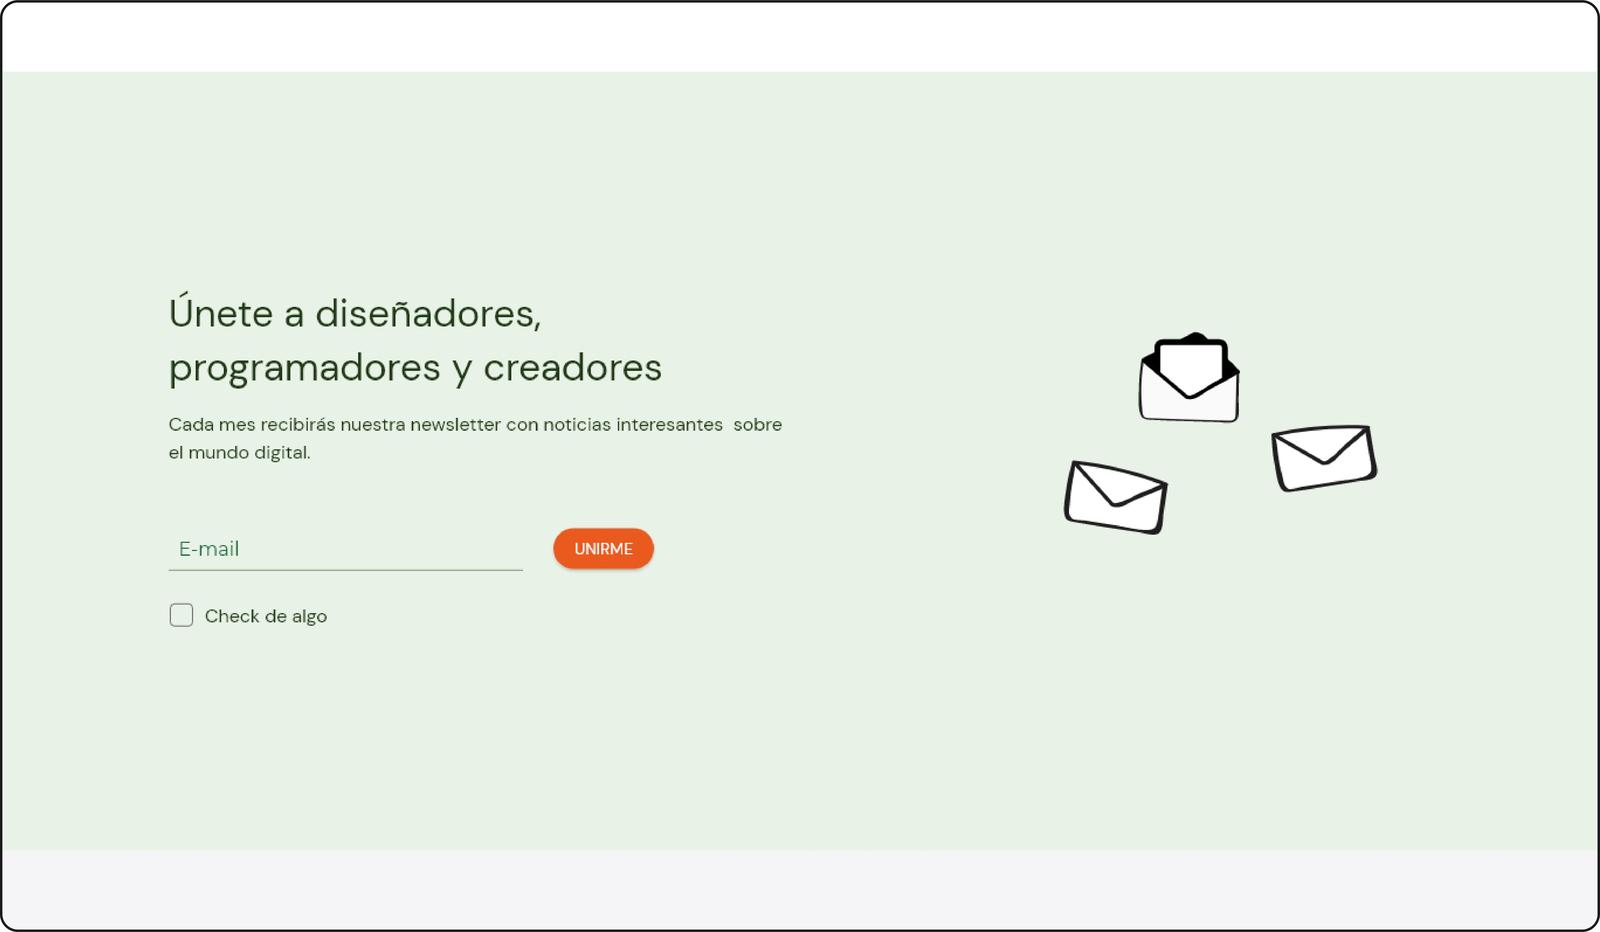 Únete a diseñadores,
programadores y creadores
Cada mes recibirás nuestra newsletter con noticias interesantes  sobre
el mundo digital.
E-mail
UNIRME
Check de algo